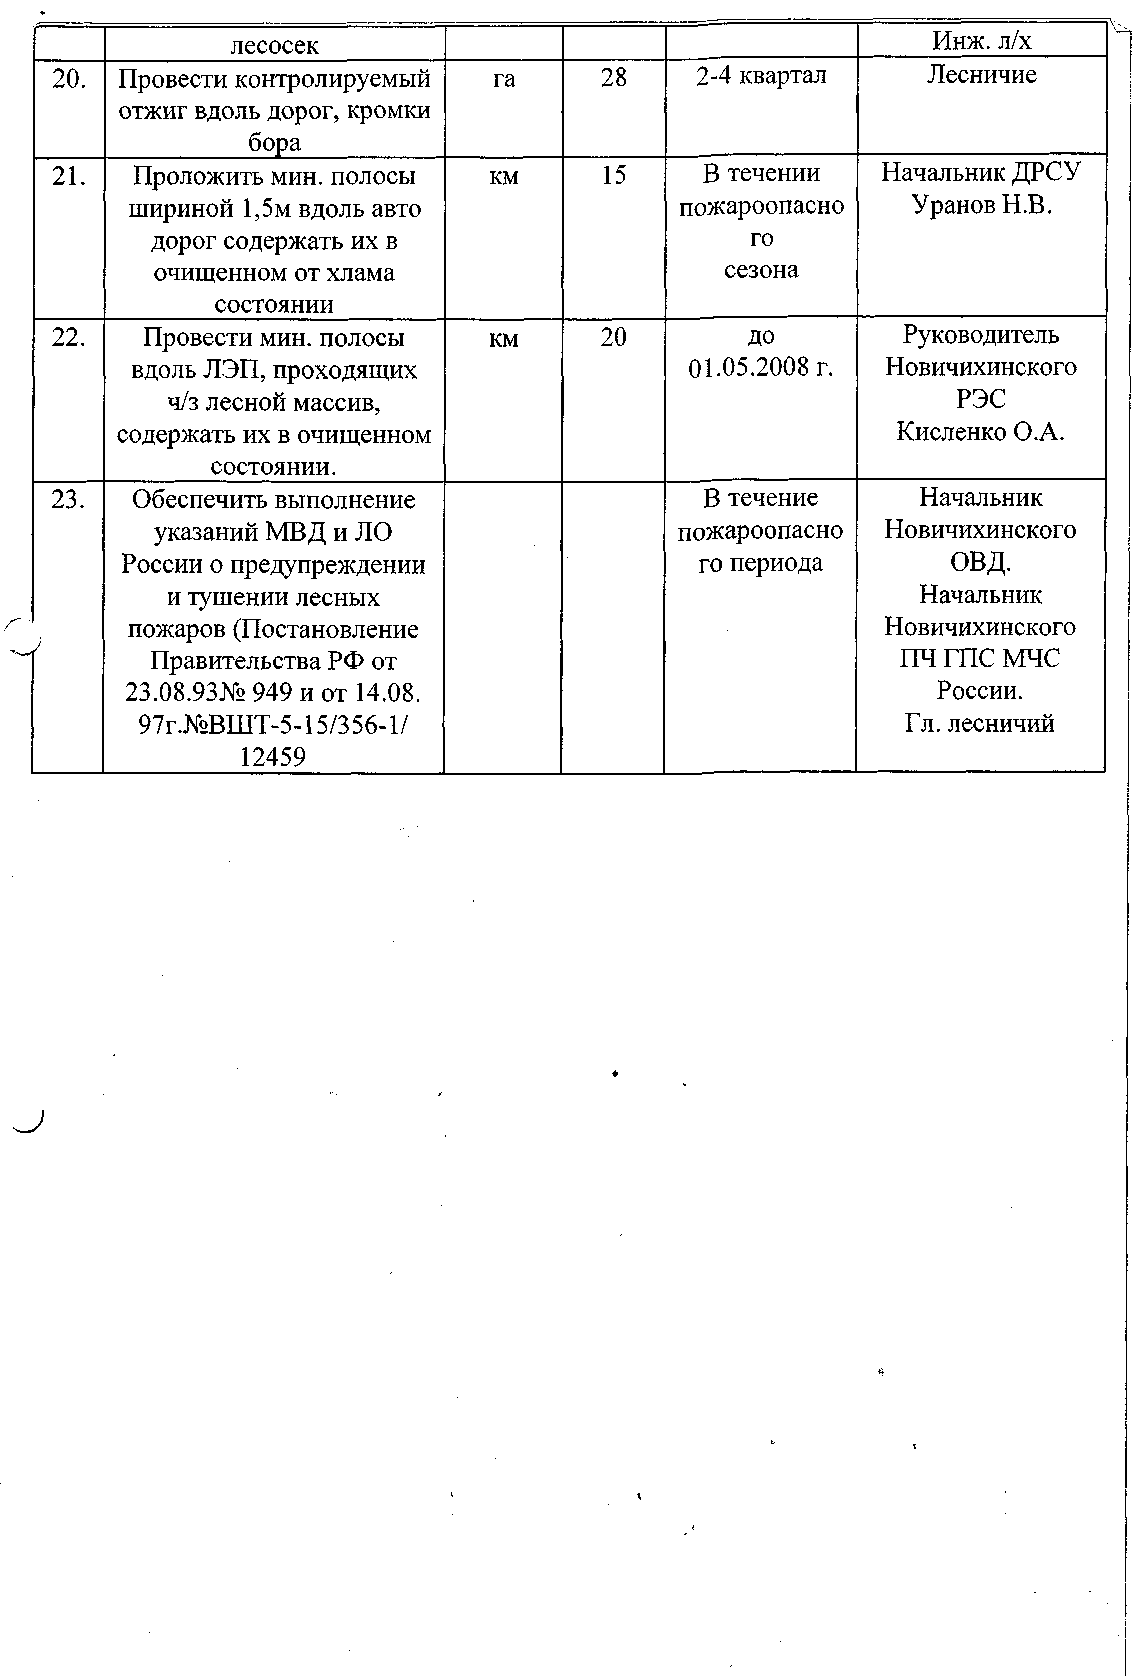 лесосек
Инж. л/х
20.
Провести контролируемый
отжиг вдоль дорог, кромки
бора
га
28
2-4 квартал
Лесничие
21.
Проложить мин. полосы
шириной 1,5м вдоль авто
дорог содержать их в
очищенном от хлама
состоянии
км
15
В течении
пожароопасно
го
сезона
Начальник ДРСУ
Уранов Н.В.
22.
Провести мин. полосы
вдоль ЛЭП, проходящих
ч/з лесной массив,
содержать их в очищенном
состоянии.
км
20
до
01.05.2008 г.
Руководитель
Новичихинского
РЭС
Кисленко О.А.
23.
Обеспечить выполнение
указаний МВД и ЛО
России о предупреждении
и тушении лесных
пожаров (Постановление
Правительства РФ от
23.08.93№ 949 и от 14.08.
97г.№ВШТ-5-15/356-1/
12459
В течение
пожароопасно
го периода
Начальник
Новичихинского
ОВД.
Начальник
Новичихинского
ПЧ ГПС МЧС
России.
Гл. лесничий